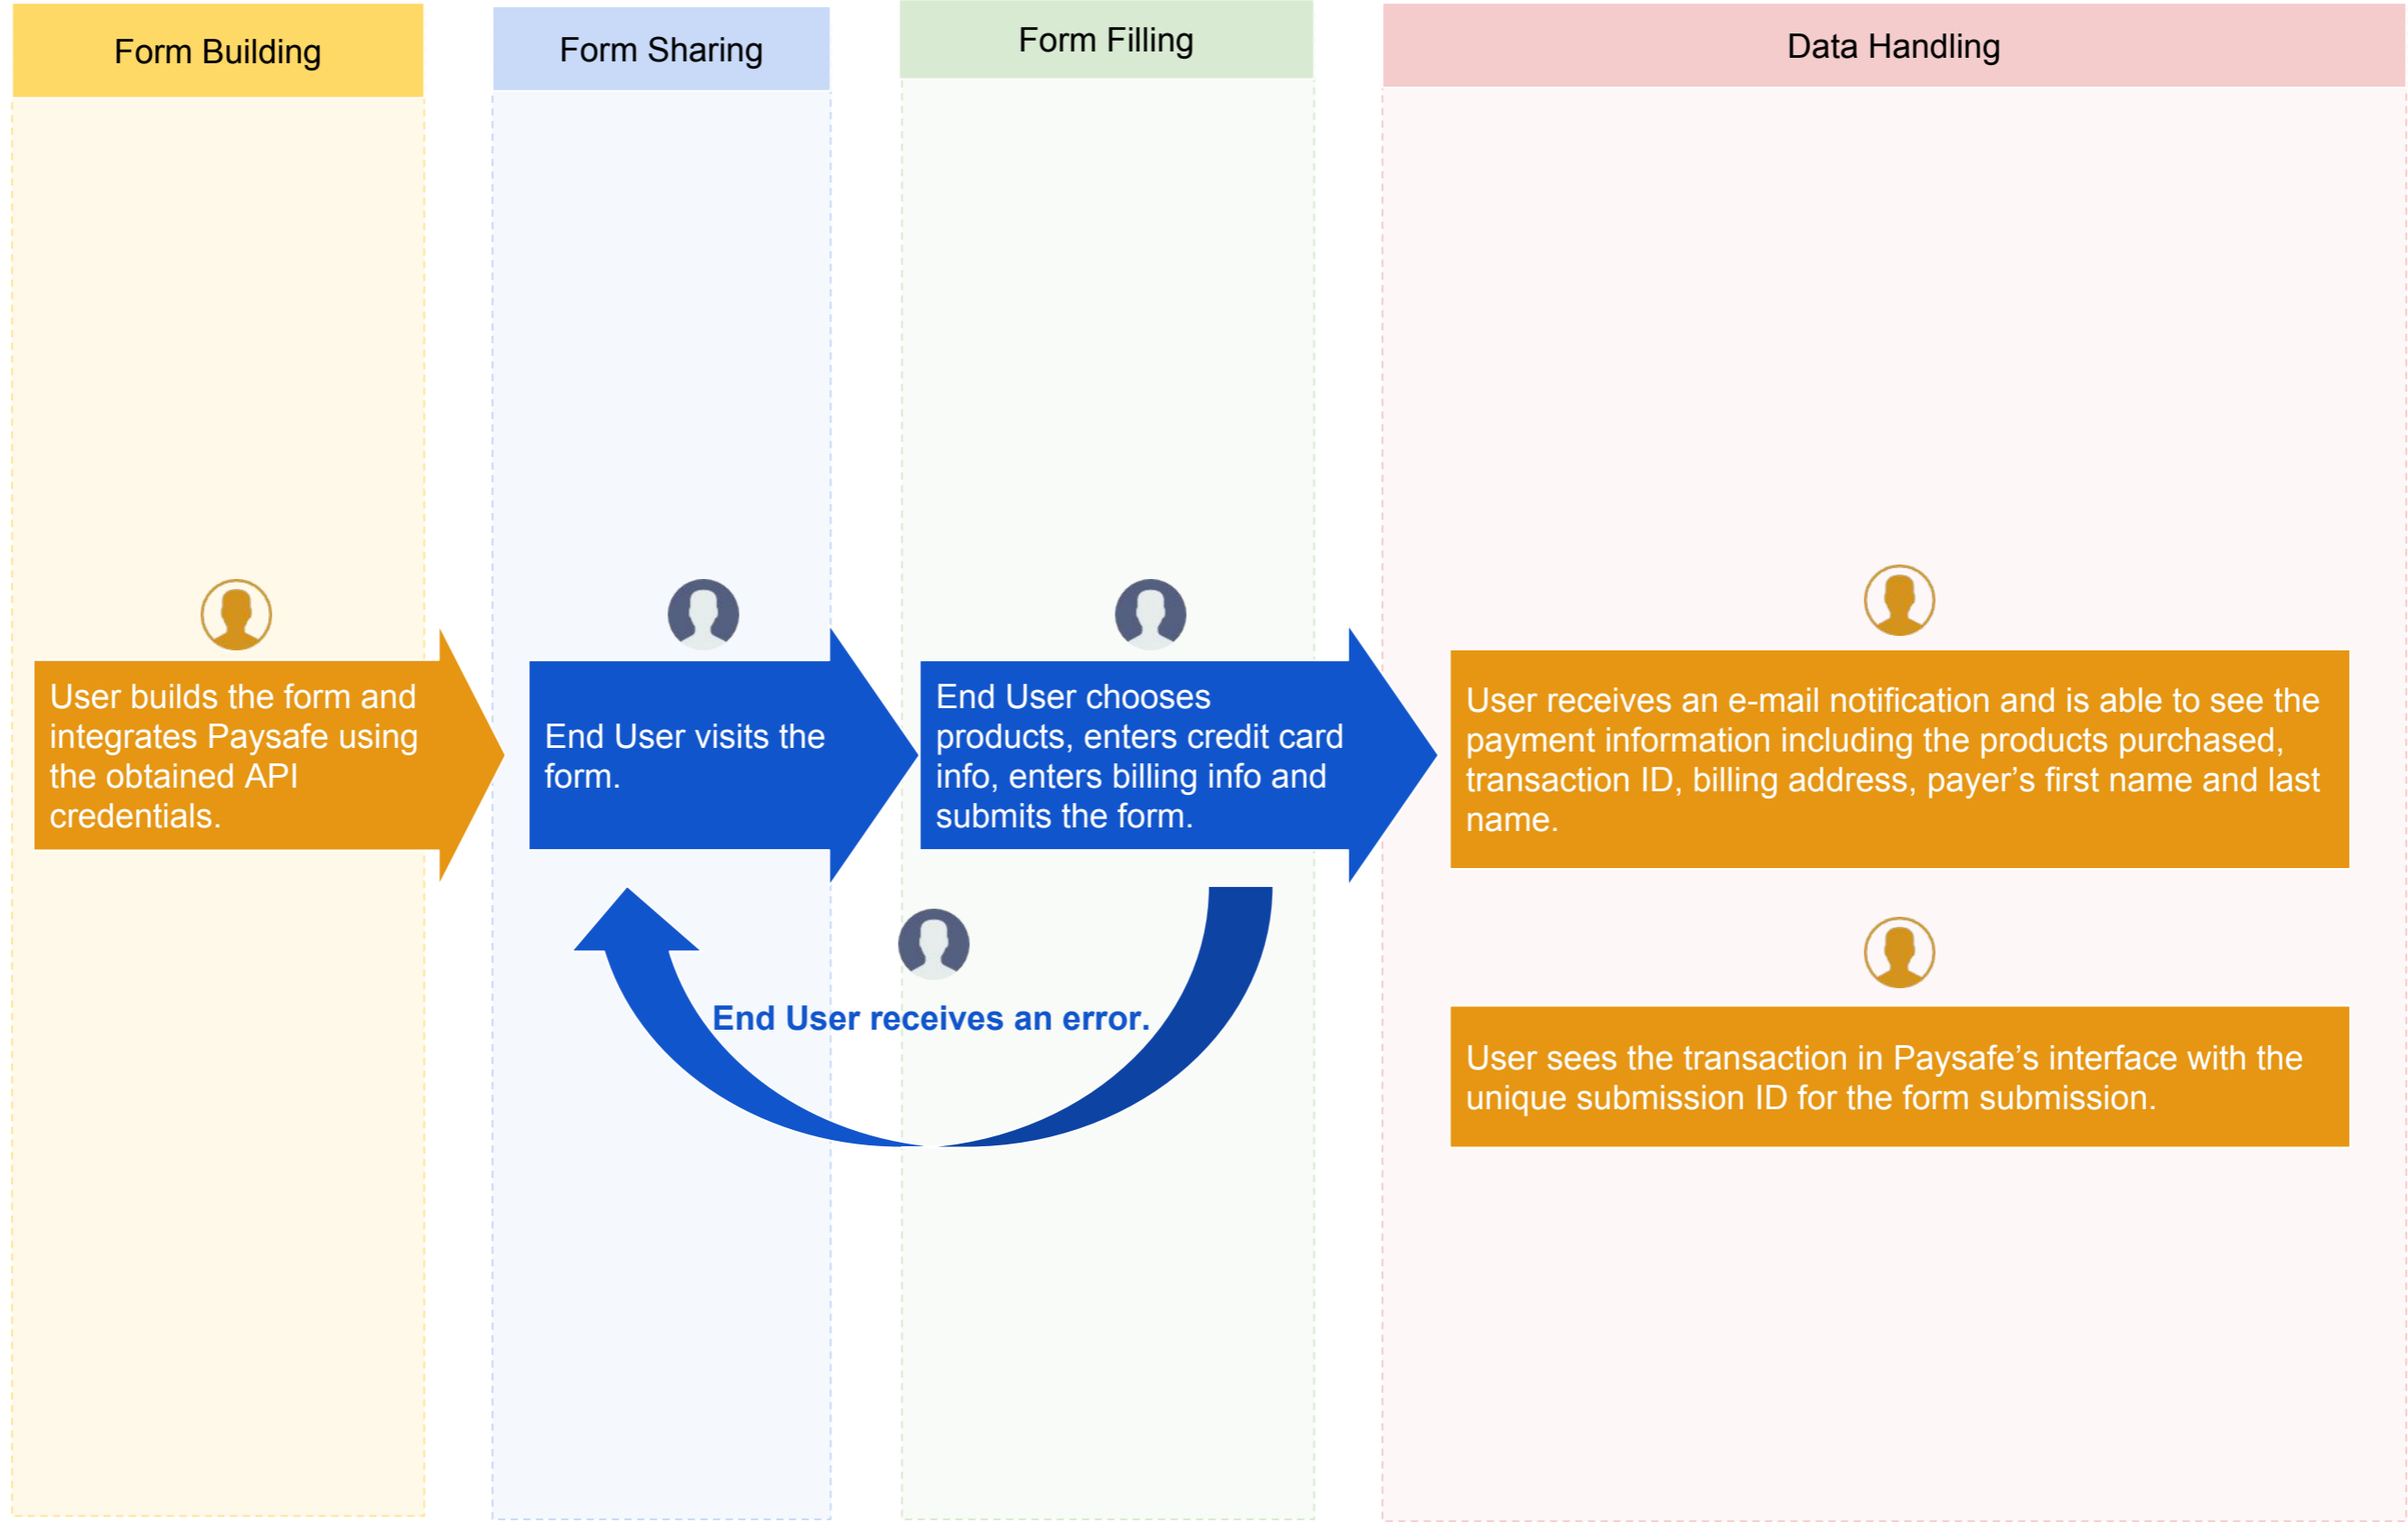 Form Building
Form Sharing
Form Filling
Data Handling
User builds the form and
integrates Paysafe using
the obtained API
credentials.
End User visits the
form.
End User chooses
products, enters credit card
info, enters billing info and
submits the form.
User receives an e-mail notification and is able to see the
payment information including the products purchased,
transaction ID, billing address, payer’s first name and last
name.
End User receives an error.
User sees the transaction in Paysafe’s interface with the
unique submission ID for the form submission.